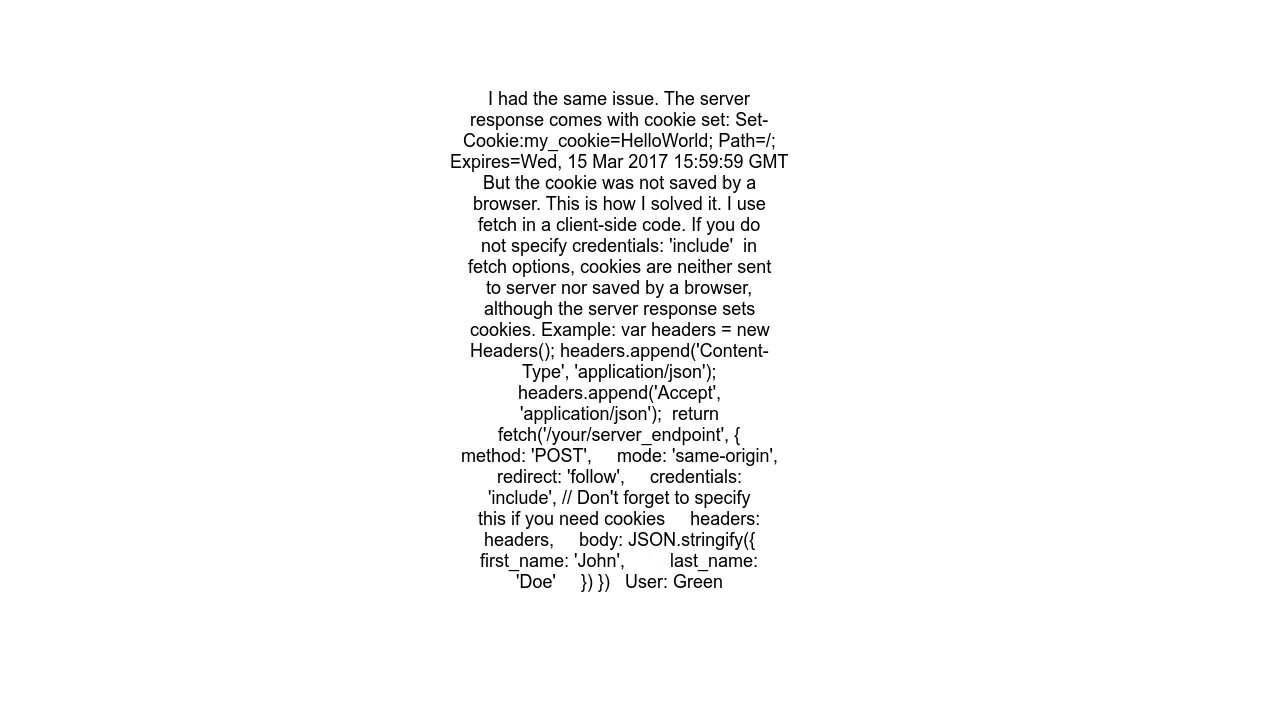 I had the same issue. The server
response comes with cookie set: Set-
Cookie:my_cookie=HelloWorld; Path=/;
Expires=Wed, 15 Mar 2017 15:59:59 GMT
But the cookie was not saved by a
browser. This is how I solved it. I use
fetch in a client-side code. If you do
not specify credentials: 'include'  in
fetch options, cookies are neither sent
to server nor saved by a browser,
although the server response sets
cookies. Example: var headers = new
Headers(); headers.append('Content-
Type', 'application/json');
headers.append('Accept',
'application/json');  return
fetch('/your/server_endpoint', {
method: 'POST',     mode: 'same-origin',
redirect: 'follow',     credentials:
'include', // Don't forget to specify
this if you need cookies     headers:
headers,     body: JSON.stringify({
first_name: 'John',         last_name:
'Doe'     }) })   User: Green